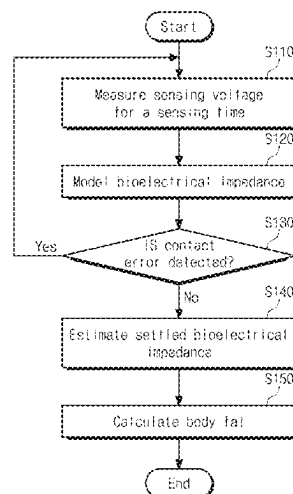 Start
S110
Measure sensing voltage
for a sensing time
S120
Model bioelectrical impedance
S130
Is contact
error detected?
Yes
No
S140
Estimate settled bioelectrical
impedance
S150
Calculate body fat
End